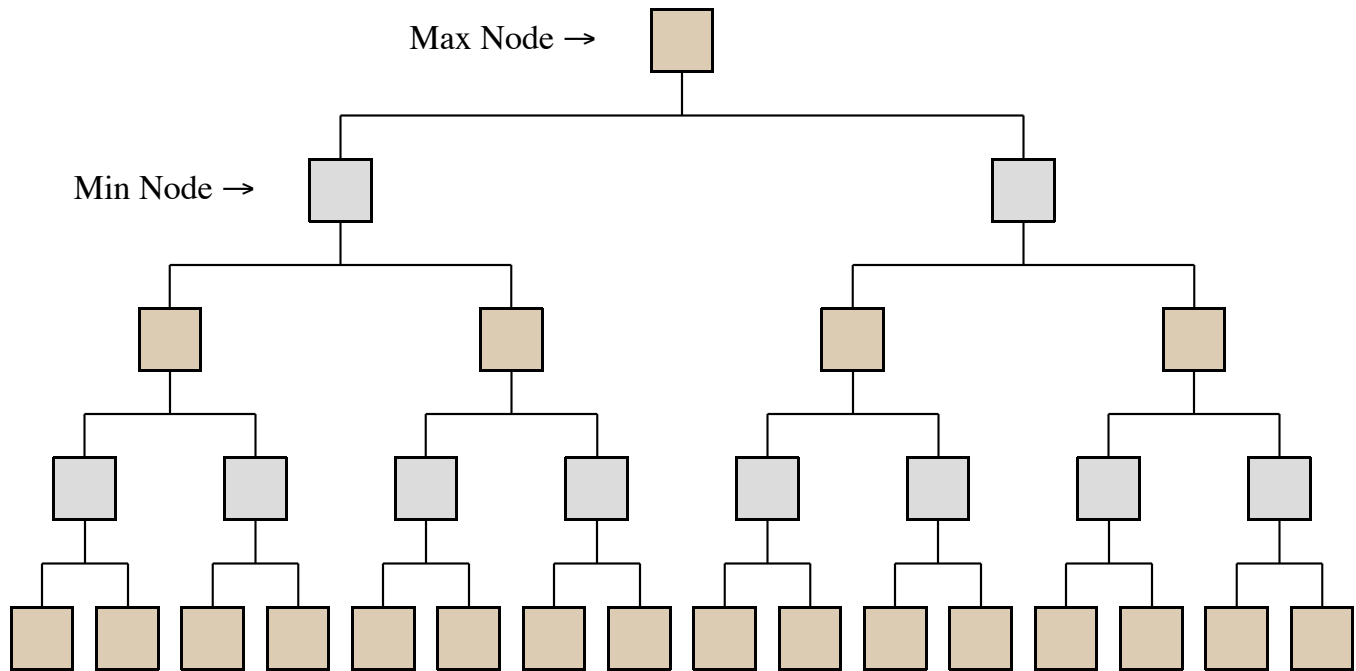 Max Node →
Min Node →